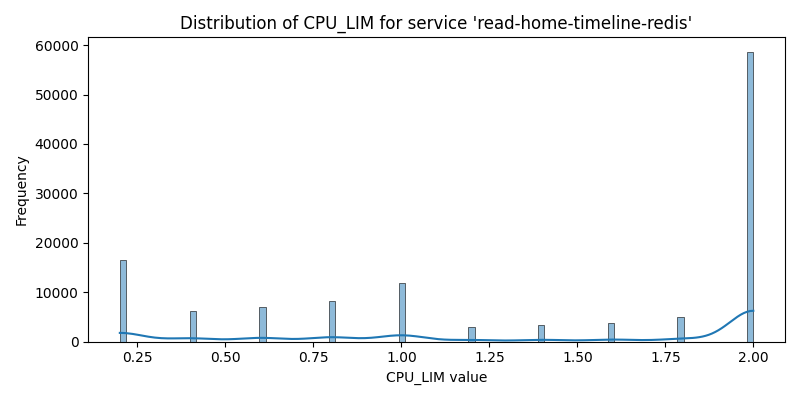 Distribution of CPU_LIM for service 'read-home-timeline-redis'
60000
50000
40000
30000
20000
10000
0
Frequency
0.25 0.50 0.75 1.00 1.25 1.50 1.75 2.00
CPU_LIM value